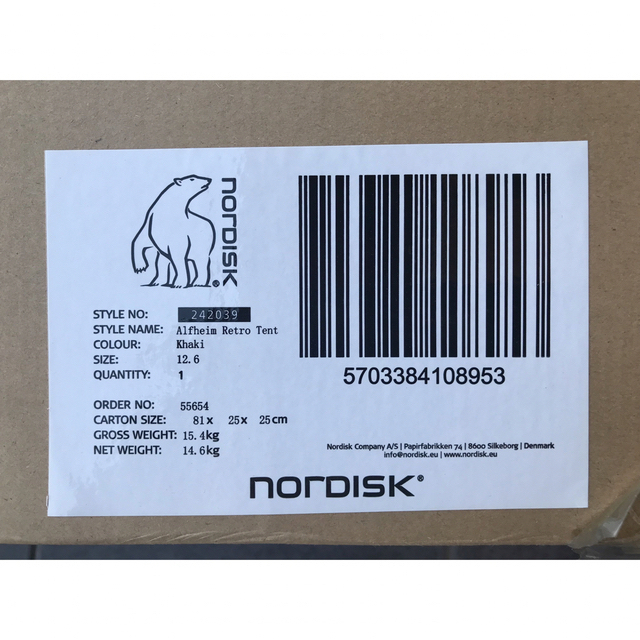 nordisk®
STYLE NO: 242039
STYLE NAME: Alfheim Retro Tent
COLOUR: Khaki
SIZE: 12.6
QUANTITY: 1
ORDER NO: 55654
CARTON SIZE: 81x 25x 25cm
GROSS WEIGHT: 15.4kg
NET WEIGHT: 14.6kg
5703384108953
Nordisk Company A/S | Papirfabrikken 74 | 8600 Silkeborg | Denmark
info@nordisk.eu | www.nordisk.eu
nordisk®